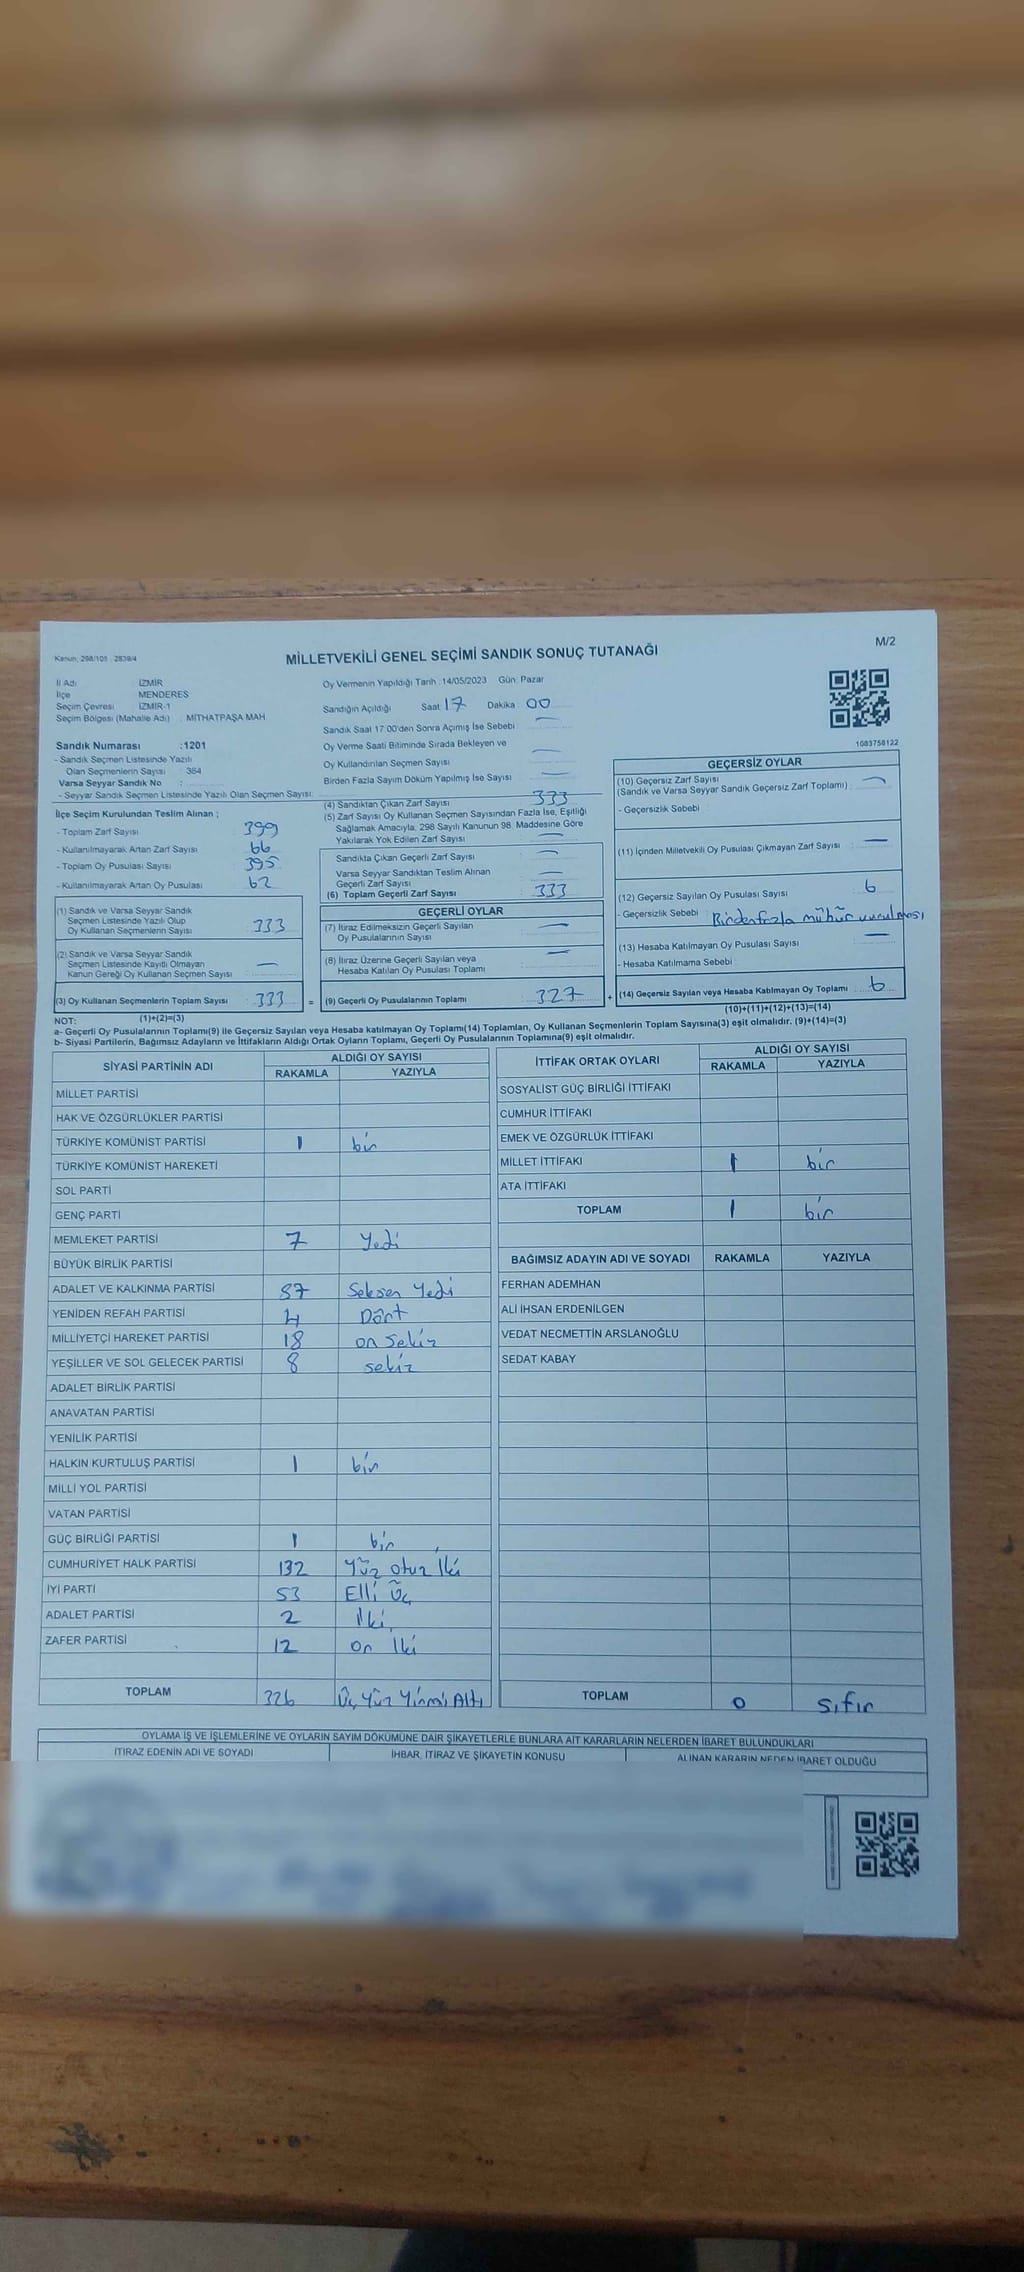 Kanun: 298/105 , 2839/4
MİLLETVEKİLİ GENEL SEÇİMİ SANDIK SONUÇ TUTANAĞI
M/2
İl Adı : İZMİR
İlçe : MENDERES
Seçim Çevresi : İZMİR-1
Seçim Bölgesi (Mahalle Adı) : MİTHATPAŞA MAH
Sandık Numarası :1201
- Sandık Seçmen Listesinde Yazılı
Olan Seçmenlerin Sayısı : 384
Varsa Seyyar Sandık No :
- Seyyar Sandık Seçmen Listesinde Yazılı Olan Seçmen Sayısı:
İlçe Seçim Kurulundan Teslim Alınan ;
- Toplam Zarf Sayısı : 399
- Kullanılmayarak Artan Zarf Sayısı : 66
- Toplam Oy Pusulası Sayısı : 395
- Kullanılmayarak Artan Oy Pusulası : 62
(1) Sandık ve Varsa Seyyar Sandık
Seçmen Listesinde Yazılı Olup
Oy Kullanan Seçmenlerin Sayısı : 333
(2) Sandık ve Varsa Seyyar Sandık
Seçmen Listesinde Kayıtlı Olmayan
Kanun Gereği Oy Kullanan Seçmen Sayısı : —
(3) Oy Kullanan Seçmenlerin Toplam Sayısı : 333
(1)+(2)=(3)
Oy Vermenin Yapıldığı Tarih :14/05/2023 Gün: Pazar
Sandığın Açıldığı Saat 17 Dakika 00
Sandık Saat 17:00'den Sonra Açılmış İse Sebebi : —
Oy Verme Saati Bitiminde Sırada Bekleyen ve
Oy Kullandırılan Seçmen Sayısı : —
Birden Fazla Sayım Döküm Yapılmış İse Sayısı : —
(4) Sandıktan Çıkan Zarf Sayısı : 333
(5) Zarf Sayısı Oy Kullanan Seçmen Sayısından Fazla İse, Eşitliği
Sağlamak Amacıyla, 298 Sayılı Kanunun 98. Maddesine Göre
Yakılarak Yok Edilen Zarf Sayısı : —
Sandıkta Çıkan Geçerli Zarf Sayısı : —
Varsa Seyyar Sandıktan Teslim Alınan
Geçerli Zarf Sayısı : —
(6) Toplam Geçerli Zarf Sayısı : 333
GEÇERLİ OYLAR
(7) İtiraz Edilmeksizin Geçerli Sayılan
Oy Pusulalarının Sayısı : —
(8) İtiraz Üzerine Geçerli Sayılan veya
Hesaba Katılan Oy Pusulası Toplamı : —
= (9) Geçerli Oy Pusulalarının Toplamı : 327 +
1083758122
GEÇERSİZ OYLAR
(10) Geçersiz Zarf Sayısı
(Sandık ve Varsa Seyyar Sandık Geçersiz Zarf Toplamı) : —
- Geçersizlik Sebebi :
(11) İçinden Milletvekili Oy Pusulası Çıkmayan Zarf Sayısı : —
(12) Geçersiz Sayılan Oy Pusulası Sayısı : 6
- Geçersizlik Sebebi : Birden fazla mühür vurulması
(13) Hesaba Katılmayan Oy Pusulası Sayısı : —
- Hesaba Katılmama Sebebi :
(14) Geçersiz Sayılan veya Hesaba Katılmayan Oy Toplamı : 6
(10)+(11)+(12)+(13)=(14)
NOT:
a- Geçerli Oy Pusulalarının Toplamı(9) ile Geçersiz Sayılan veya Hesaba katılmayan Oy Toplamı(14) Toplamları, Oy Kullanan Seçmenlerin Toplam Sayısına(3) eşit olmalıdır. (9)+(14)=(3)
b- Siyasi Partilerin, Bağımsız Adayların ve İttifakların Aldığı Ortak Oyların Toplamı, Geçerli Oy Pusulalarının Toplamına(9) eşit olmalıdır.
SİYASİ PARTİNİN ADI ALDIĞI OY SAYISI
RAKAMLA YAZIYLA
MİLLET PARTİSİ
HAK VE ÖZGÜRLÜKLER PARTİSİ
TÜRKİYE KOMÜNİST PARTİSİ 1 bir
TÜRKİYE KOMÜNİST HAREKETİ
SOL PARTİ
GENÇ PARTİ
MEMLEKET PARTİSİ 7 Yedi
BÜYÜK BİRLİK PARTİSİ
ADALET VE KALKINMA PARTİSİ 87 Seksen Yedi
YENİDEN REFAH PARTİSİ 4 Dört
MİLLİYETÇİ HAREKET PARTİSİ 18 on sekiz
YEŞİLLER VE SOL GELECEK PARTİSİ 8 sekiz
ADALET BİRLİK PARTİSİ
ANAVATAN PARTİSİ
YENİLİK PARTİSİ
HALKIN KURTULUŞ PARTİSİ 1 bir
MİLLİ YOL PARTİSİ
VATAN PARTİSİ
GÜÇ BİRLİĞİ PARTİSİ 1 bir
CUMHURİYET HALK PARTİSİ 132 Yüz otuz İki
İYİ PARTİ 53 Elli Üç
ADALET PARTİSİ 2 İki
ZAFER PARTİSİ 12 on İki
TOPLAM 326 Üç Yüz Yirmi Altı
İTTİFAK ORTAK OYLARI ALDIĞI OY SAYISI
RAKAMLA YAZIYLA
SOSYALİST GÜÇ BİRLİĞİ İTTİFAKI
CUMHUR İTTİFAKI
EMEK VE ÖZGÜRLÜK İTTİFAKI
MİLLET İTTİFAKI 1 bir
ATA İTTİFAKI
TOPLAM 1 bir
BAĞIMSIZ ADAYIN ADI VE SOYADI RAKAMLA YAZIYLA
FERHAN ADEMHAN
ALİ İHSAN ERDENİLGEN
VEDAT NECMETTİN ARSLANOĞLU
SEDAT KABAY
TOPLAM 0 sıfır
OYLAMA İŞ VE İŞLEMLERİNE VE OYLARIN SAYIM DÖKÜMÜNE DAİR ŞİKAYETLERLE BUNLARA AİT KARARLARIN NELERDEN İBARET BULUNDUKLARI
İTİRAZ EDENİN ADI VE SOYADI İHBAR, İTİRAZ VE ŞİKAYETİN KONUSU ALINAN KARARIN NEDEN İBARET OLDUĞU